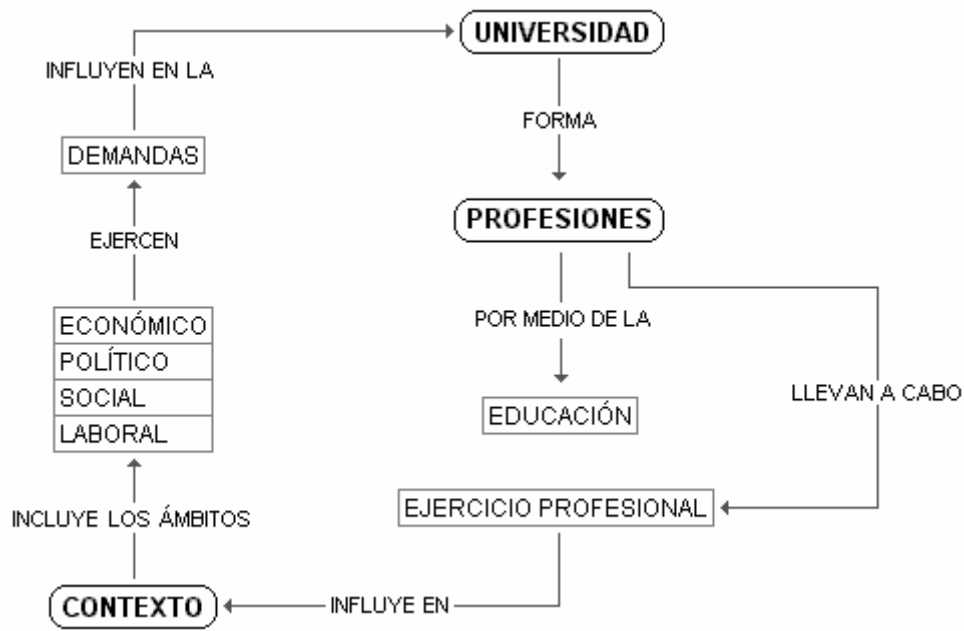 UNIVERSIDAD
INFLUYEN EN LA
FORMA
DEMANDAS
PROFESIONES
EJERCEN
POR MEDIO DE LA
ECONÓMICO
POLÍTICO
SOCIAL
LABORAL
LLEVAN A CABO
EDUCACIÓN
EJERCICIO PROFESIONAL
INCLUYE LOS ÁMBITOS
CONTEXTO
INFLUYE EN